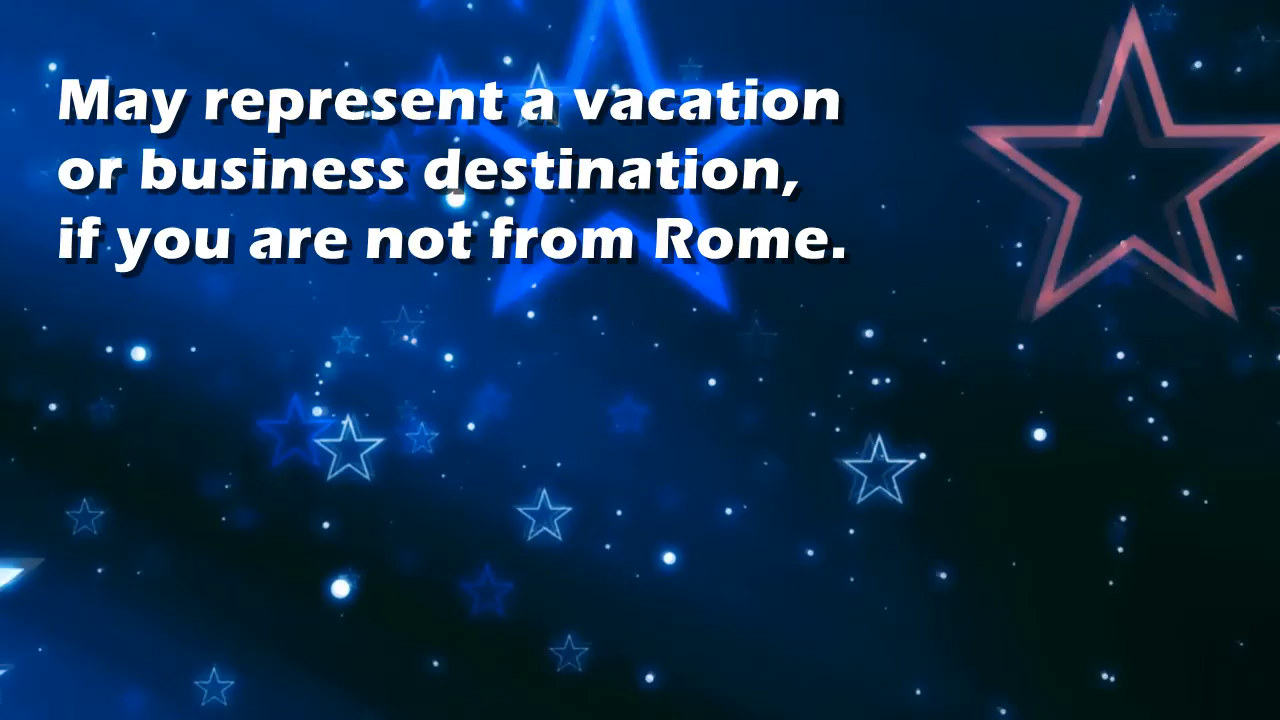 May represent a vacation
or business destination,
if you are not from Rome.